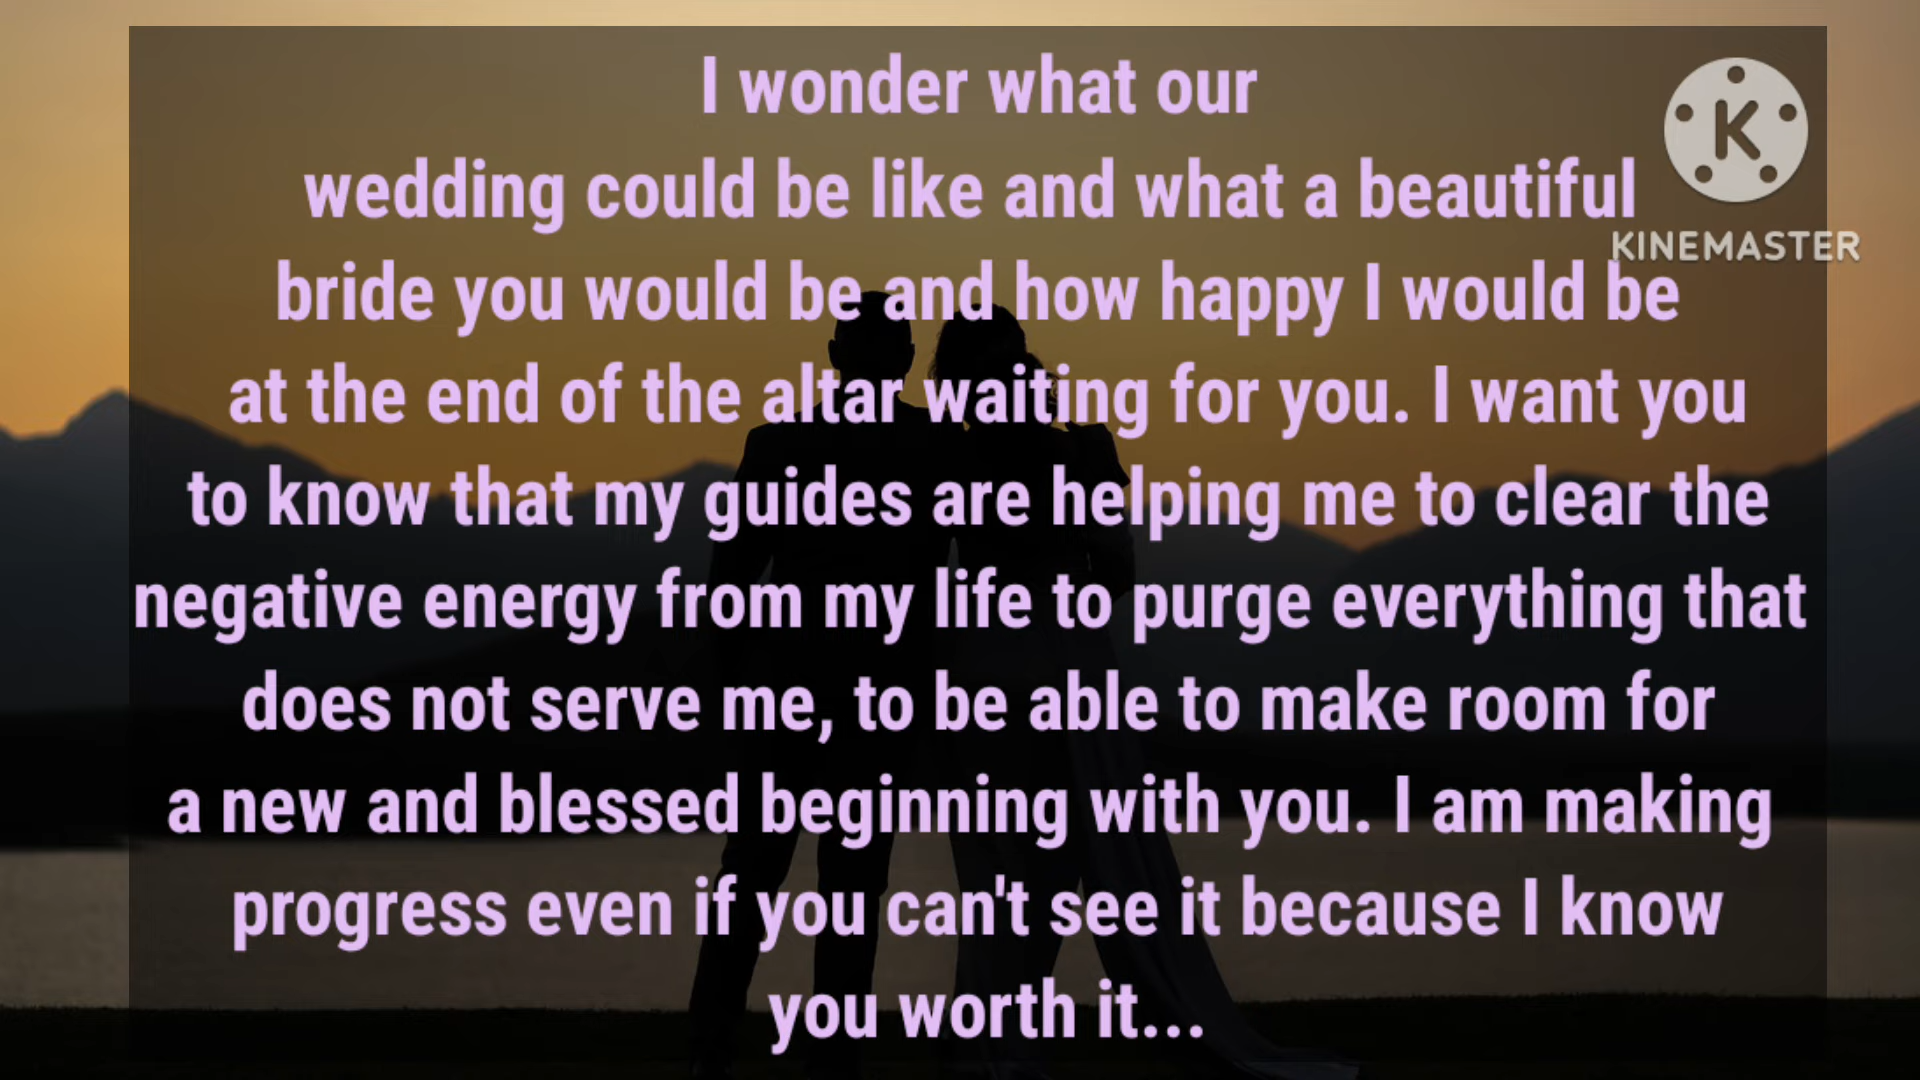 I wonder what our
wedding could be like and what a beautiful
bride you would be and how happy I would be
at the end of the altar waiting for you. I want you
to know that my guides are helping me to clear the
negative energy from my life to purge everything that
does not serve me, to be able to make room for
a new and blessed beginning with you. I am making
progress even if you can't see it because I know
you worth it...
K
KINEMASTER